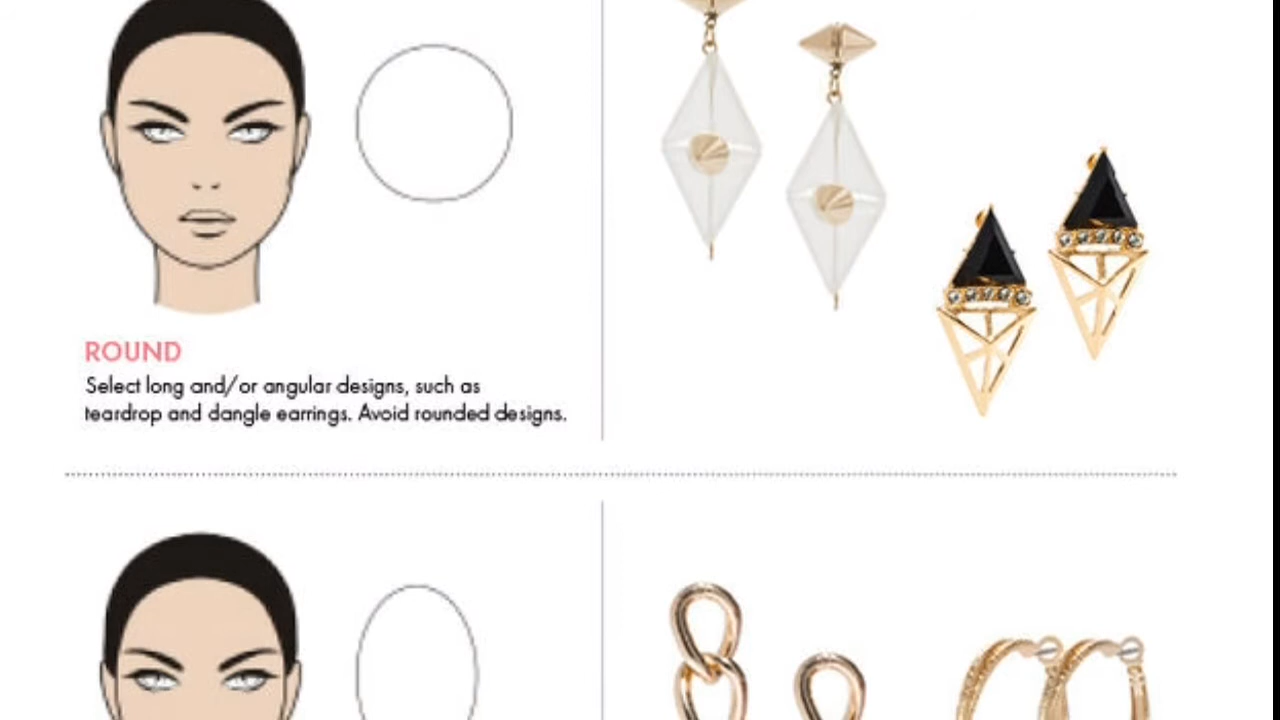 ROUND
Select long and/or angular designs, such as
teardrop and dangle earrings. Avoid rounded designs.